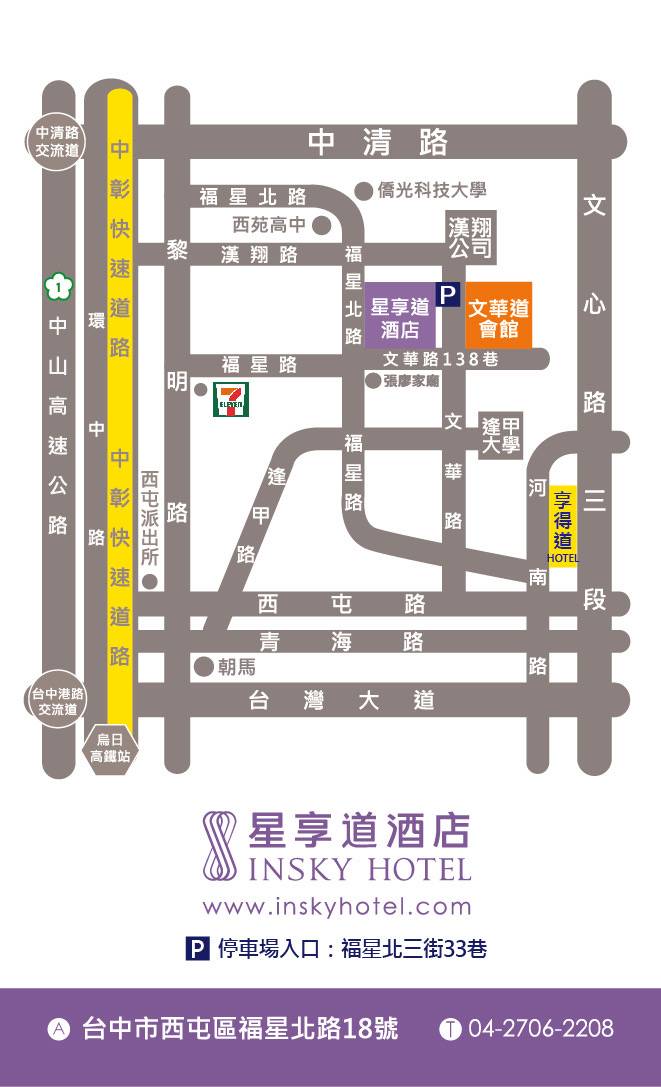 中清路
交流道
中彰快速道路
中清路
福星北路
僑光科技大學
西苑高中
漢翔
公司
漢翔路
黎明路
文心路三段
福星北路
1
中山高速公路
環中路
星享道
酒店
P
文華道
會館
福星路
文華路138巷
張廖家廟
7
ELEVEN
文華路
逢甲
大學
福星路
逢甲路
中彰快速道路
西屯派出所
河南路
享得道
HOTEL
西屯路
青海路
朝馬
台中港路
交流道
台灣大道
烏日
高鐵站
星享道酒店
INSKY HOTEL
www.inskyhotel.com
P 停車場入口：福星北三街33巷
A 台中市西屯區福星北路18號 T 04-2706-2208